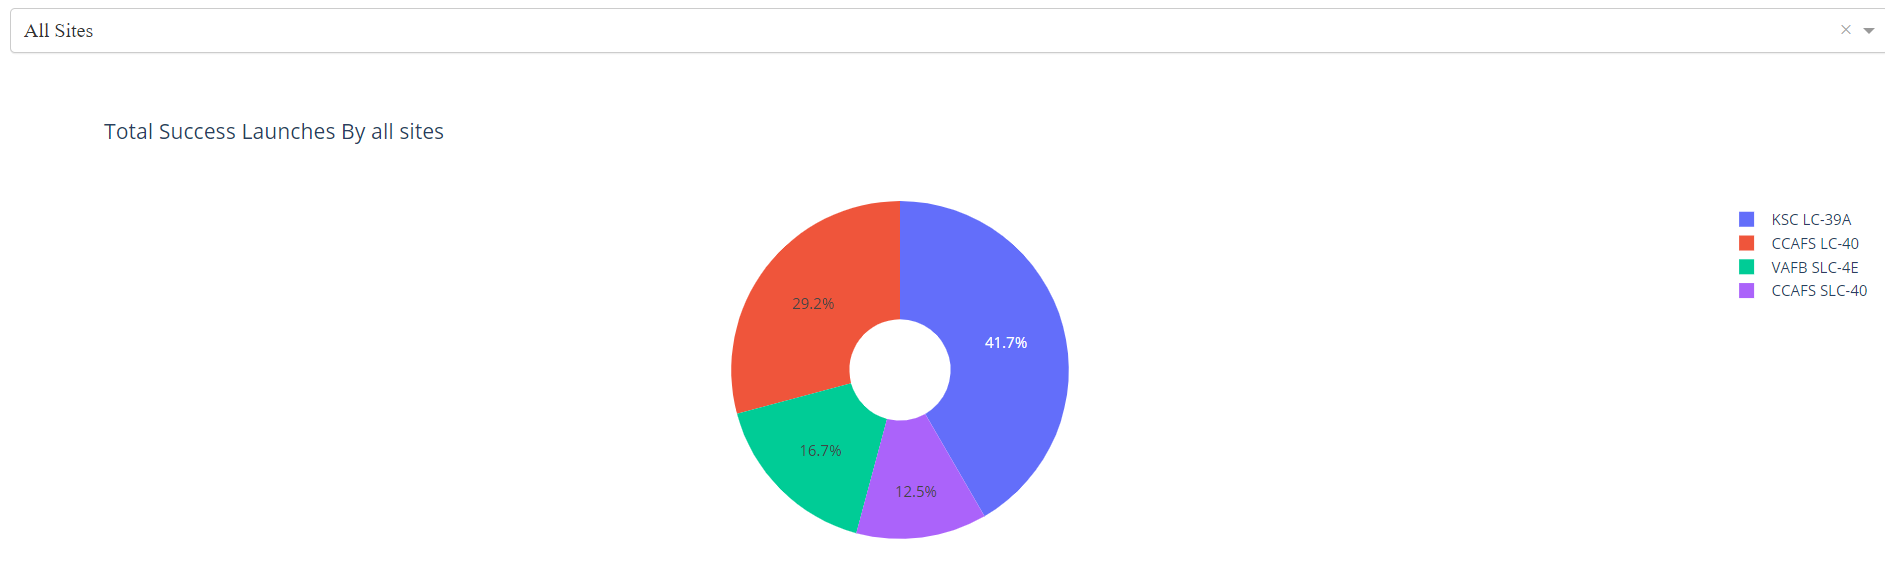 All Sites
Total Success Launches By all sites
KSC LC-39A
CCAFS LC-40
VAFB SLC-4E
CCAFS SLC-40
29.2%
41.7%
16.7%
12.5%